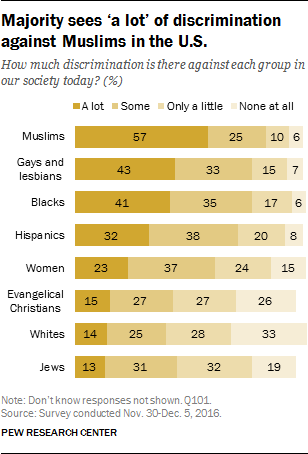 Majority sees ‘a lot’ of discrimination
against Muslims in the U.S.
How much discrimination is there against each group in
our society today? (%)
A lot Some Only a little None at all
Muslims 57 25 10 6
Gays and
lesbians 43 33 15 7
Blacks 41 35 17 6
Hispanics 32 38 20 8
Women 23 37 24 15
Evangelical
Christians 15 27 27 26
Whites 14 25 28 33
Jews 13 31 32 19
Note: Don’t know responses not shown. Q101.
Source: Survey conducted Nov. 30-Dec. 5, 2016.
PEW RESEARCH CENTER